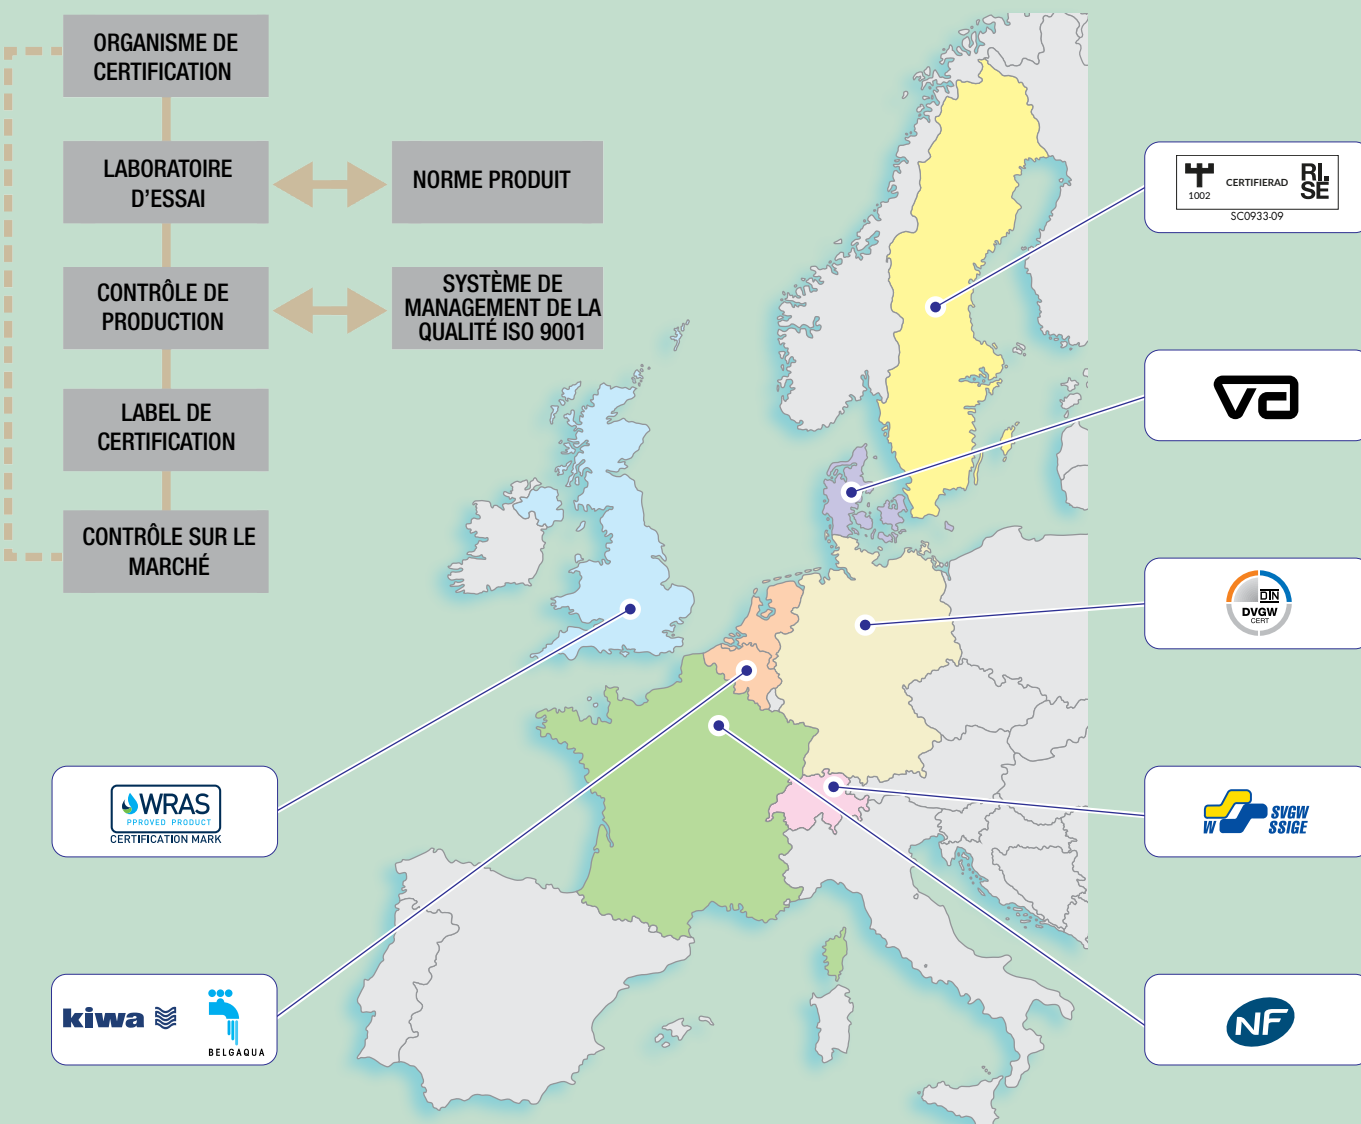 ORGANISME DE
CERTIFICATION
LABORATOIRE
D'ESSAI
NORME PRODUIT
CONTRÔLE DE
PRODUCTION
SYSTÈME DE
MANAGEMENT DE LA
QUALITÉ ISO 9001
LABEL DE
CERTIFICATION
CONTRÔLE SUR LE
MARCHÉ
1002
CERTIFIERAD
RI.
SE
SC0933-09
va
DIN
DVGW
CERT
W
SVGW
SSIGE
NF
WRAS
PPROVED PRODUCT
CERTIFICATION MARK
kiwa
BELGAQUA